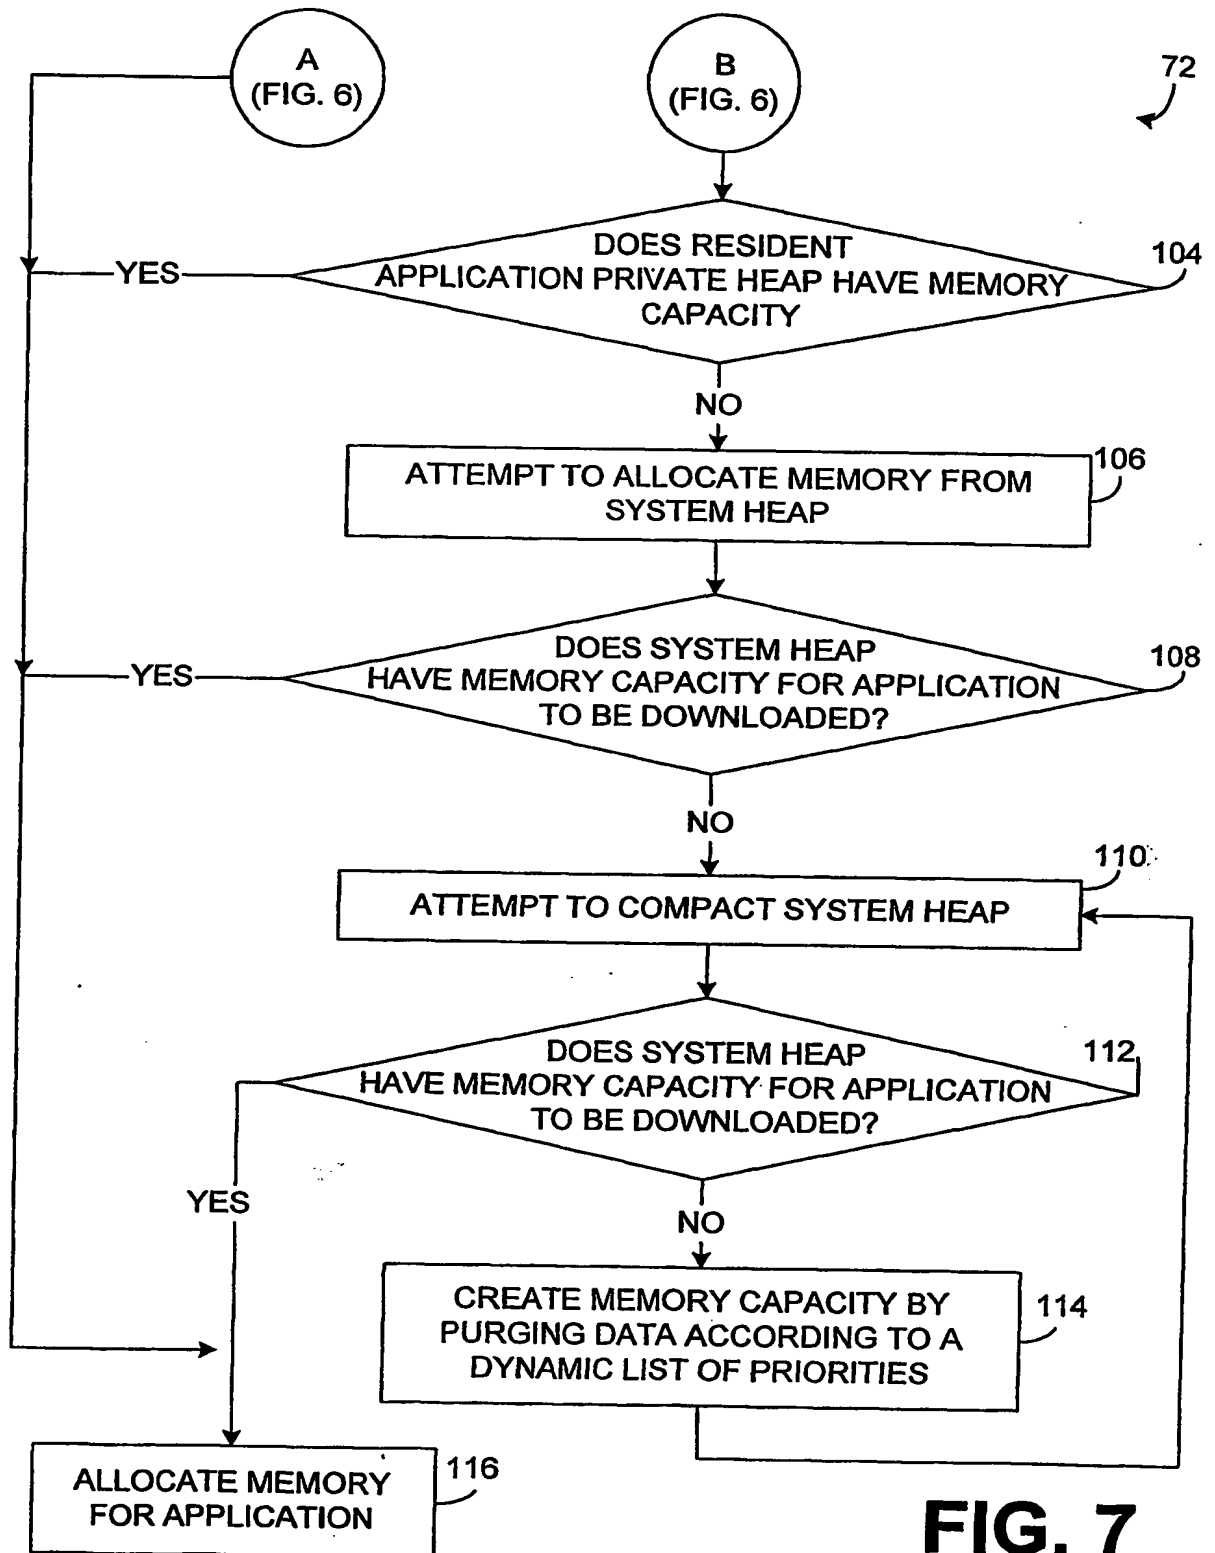 A
(FIG. 6)
B
(FIG. 6)
72
DOES RESIDENT
APPLICATION PRIVATE HEAP HAVE MEMORY
CAPACITY
104
YES
NO
ATTEMPT TO ALLOCATE MEMORY FROM
SYSTEM HEAP
106
DOES SYSTEM HEAP
HAVE MEMORY CAPACITY FOR APPLICATION
TO BE DOWNLOADED?
108
YES
NO
110
ATTEMPT TO COMPACT SYSTEM HEAP
DOES SYSTEM HEAP
HAVE MEMORY CAPACITY FOR APPLICATION
TO BE DOWNLOADED?
112
YES
NO
CREATE MEMORY CAPACITY BY
PURGING DATA ACCORDING TO A
DYNAMIC LIST OF PRIORITIES
114
ALLOCATE MEMORY
FOR APPLICATION
116
FIG. 7